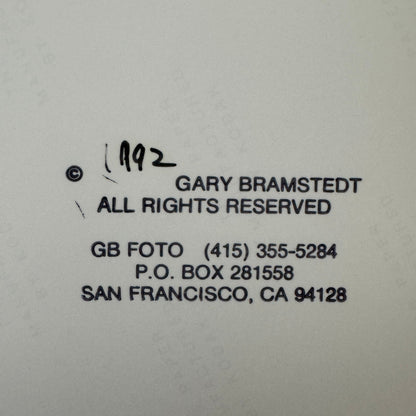 © 1992
GARY BRAMSTEDT
ALL RIGHTS RESERVED
GB FOTO (415) 355-5284
P.O. BOX 281558
SAN FRANCISCO, CA 94128